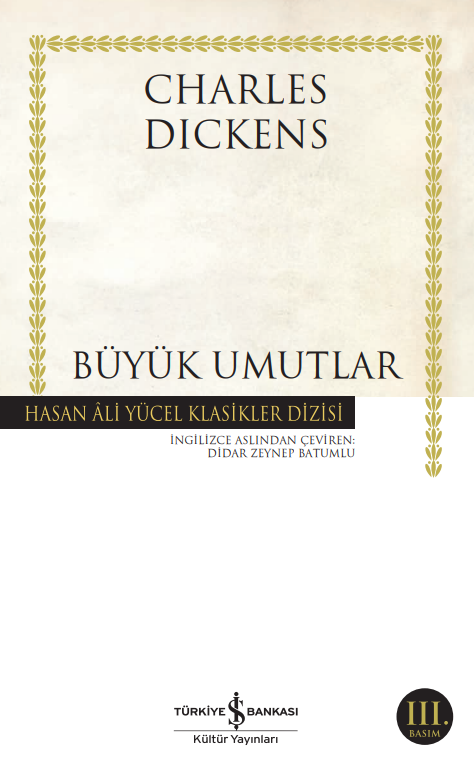 CHARLES
DICKENS
BÜYÜK UMUTLAR
HASAN ÂLİ YÜCEL KLASİKLER DİZİSİ
İNGİLİZCE ASLINDAN ÇEVİREN:
DİDAR ZEYNEP BATUMLU
TÜRKİYE İŞ BANKASI
Kültür Yayınları
III.
BASIM